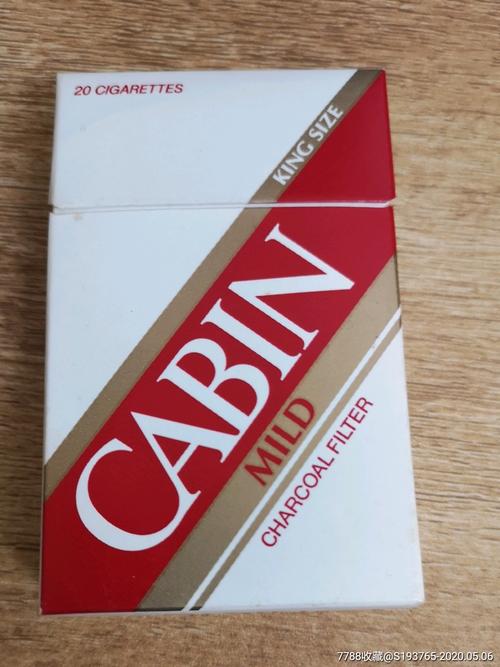 20 CIGARETTES
KING SIZE
CABIN
MILD
CHARCOAL FILTER
7788收藏@S193765-2020.05.06